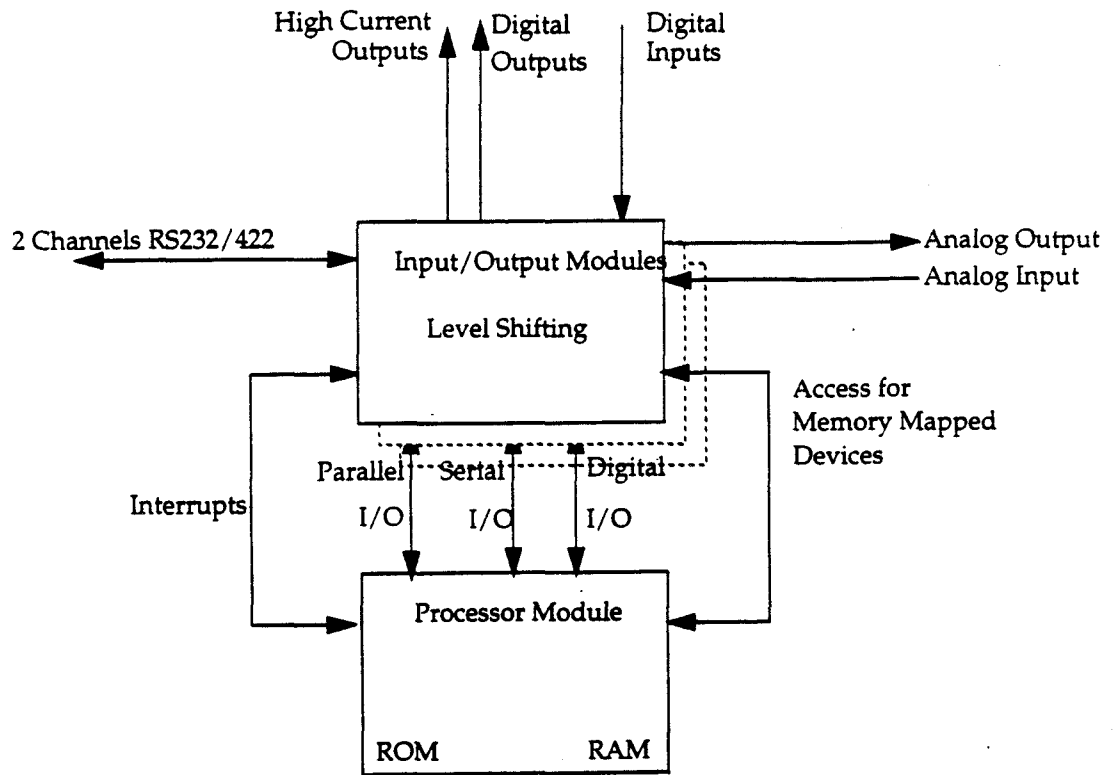 High Current
Outputs
Digital
Outputs
Digital
Inputs
2 Channels RS232/422
Input/Output Modules
Level Shifting
Analog Output
Analog Input
Access for
Memory Mapped
Devices
Interrupts
Parallel
I/O
Serial
I/O
Digital
I/O
Processor Module
ROM
RAM